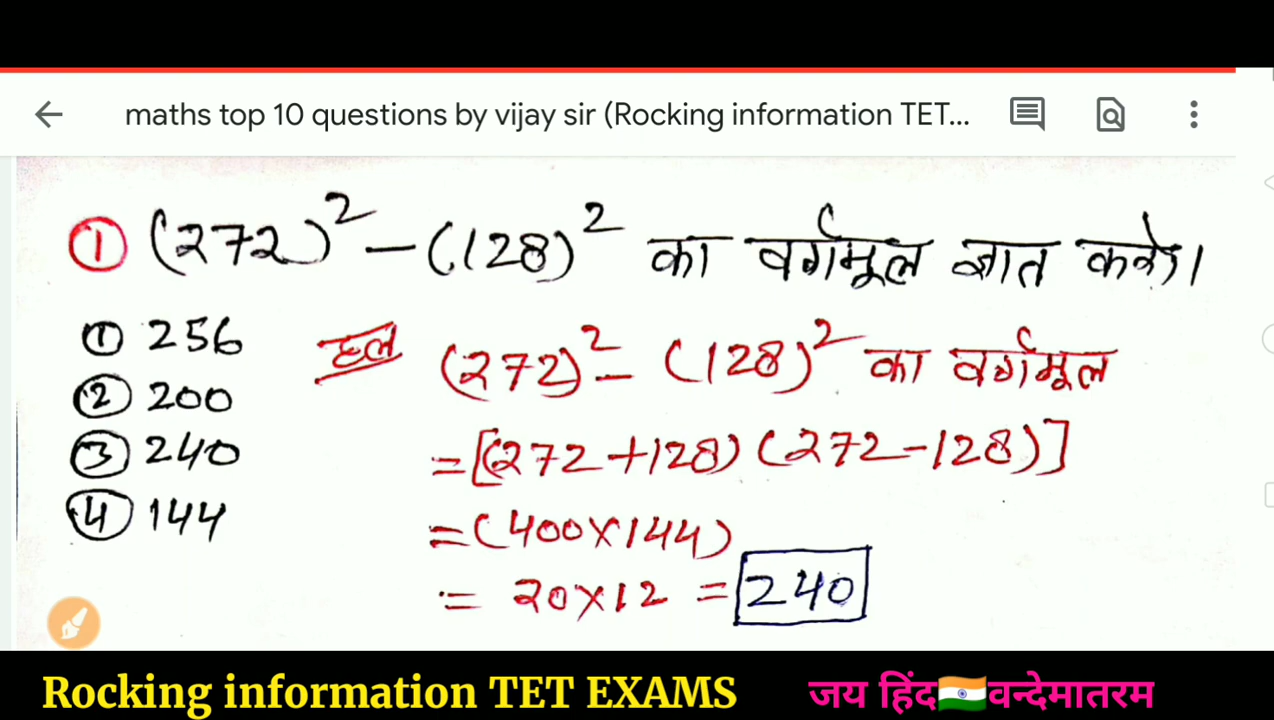 maths top 10 questions by vijay sir (Rocking information TET...
① (272)² - (128)² का वर्गमूल ज्ञात करो।
① 256
② 200
③ 240
④ 144
हल (272)² - (128)² का वर्गमूल
= [(272+128) (272-128)]
= (400×144)
= 20×12 = 240
Rocking information TET EXAMS
जय हिंद🇮🇳वन्देमातरम